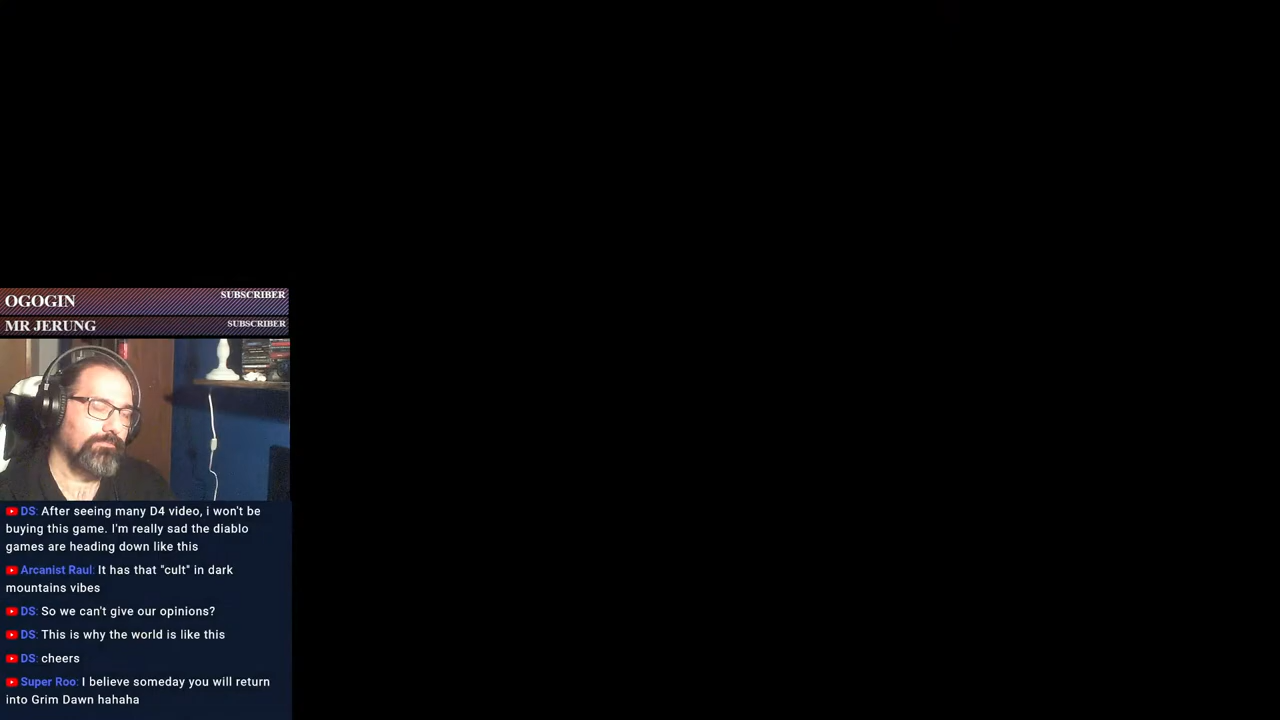 OGOGIN SUBSCRIBER
MR JERUNG SUBSCRIBER
DS: After seeing many D4 video, i won't be
buying this game. I'm really sad the diablo
games are heading down like this
Arcanist Raul: It has that "cult" in dark
mountains vibes
DS: So we can't give our opinions?
DS: This is why the world is like this
DS: cheers
Super Roo: I believe someday you will return
into Grim Dawn hahaha